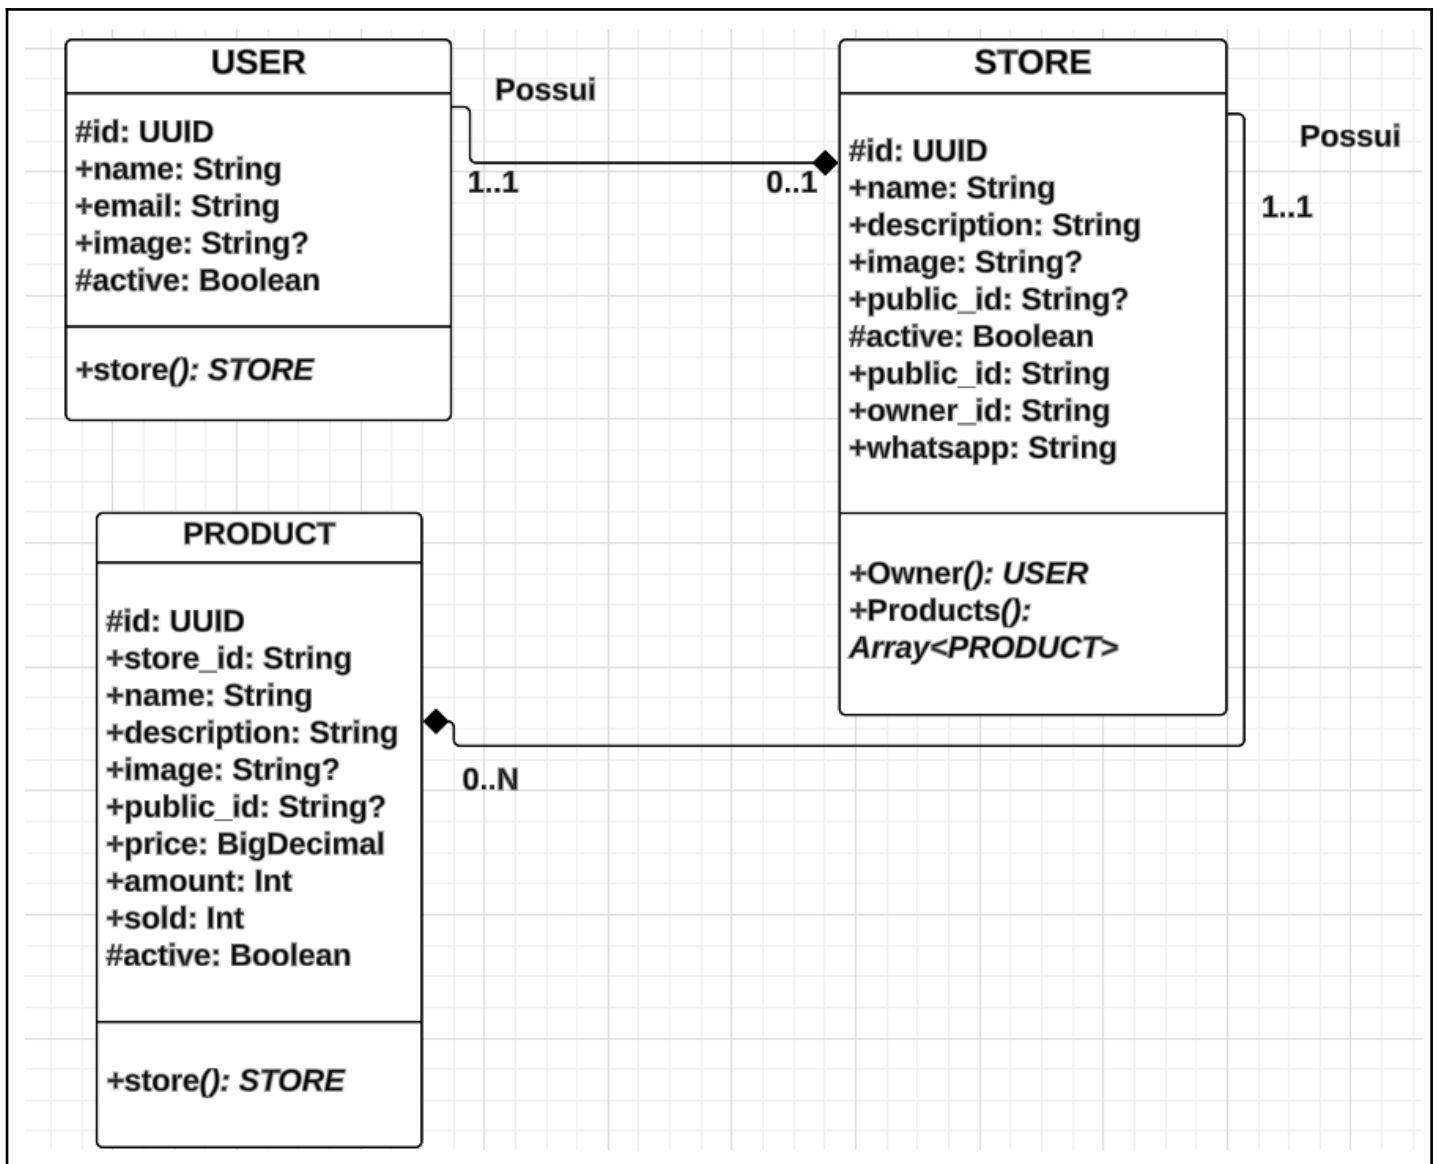 USER
#id: UUID
+name: String
+email: String
+image: String?
#active: Boolean
+store(): STORE
Possui
1..1
0..1
STORE
#id: UUID
+name: String
+description: String
+image: String?
+public_id: String?
#active: Boolean
+public_id: String
+owner_id: String
+whatsapp: String
+Owner(): USER
+Products():
Array<PRODUCT>
Possui
1..1
PRODUCT
#id: UUID
+store_id: String
+name: String
+description: String
+image: String?
+public_id: String?
+price: BigDecimal
+amount: Int
+sold: Int
#active: Boolean
+store(): STORE
0..N